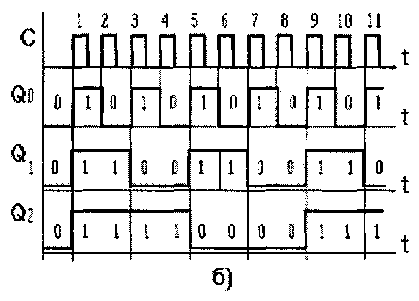 1 2 3 4 5 6 7 8 9 10 11
C t
Q0 0 1 0 1 0 1 0 1 0 1 0 1 t
Q1 0 1 1 0 0 1 1 0 0 1 1 0 t
Q2 0 1 1 1 1 0 0 0 0 1 1 1 t
б)